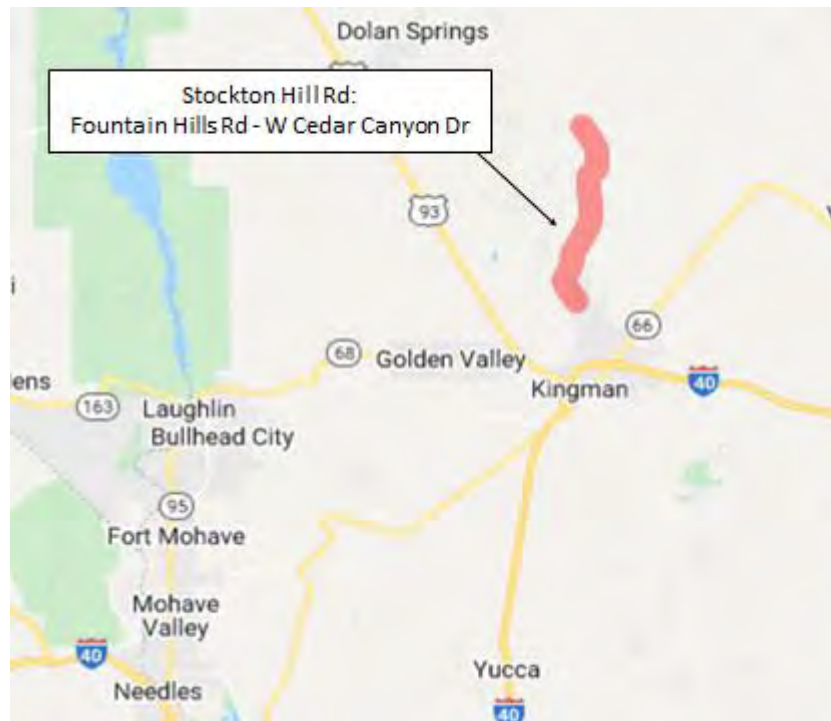 Dolan Springs
Stockton Hill Rd:
Fountain Hills Rd - W Cedar Canyon Dr
93
66
68
Golden Valley
40
Kingman
ens
163
Laughlin
Bullhead City
95
Fort Mohave
Mohave
Valley
40
Yucca
Needles
40